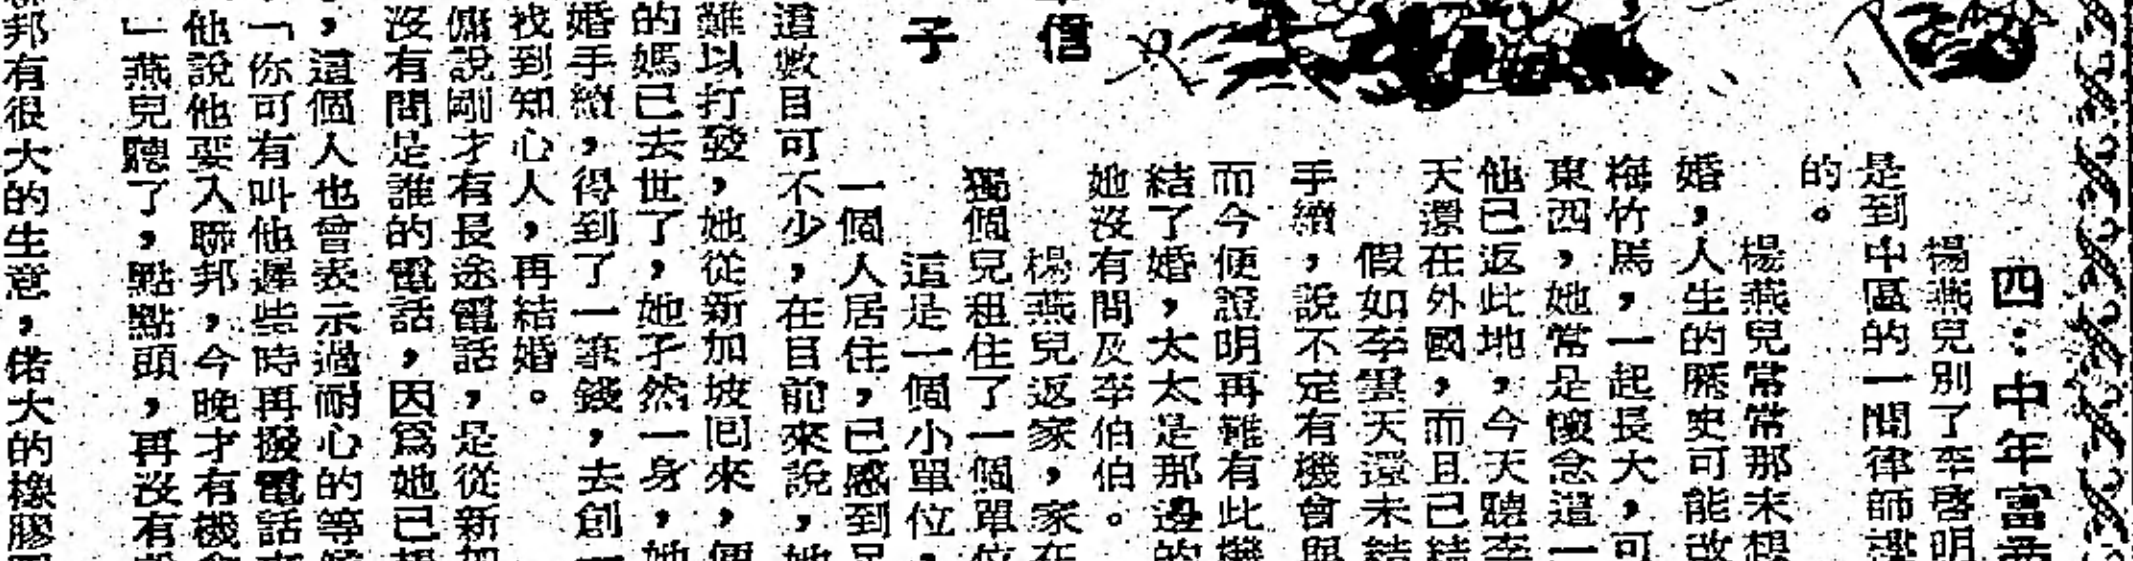 四：中年富
楊燕兒別了李啓明
是到中區的一間律師
的。
楊燕兒常常那末想
婚，人生的歷史可能改
梅竹馬，一起長大，可
東西，她常是懷念這一
他已返此地，今天聽李
天還在外國，而且已結
假如李雲天還未結
手續，說不定有機會與
而今便證明再難有此機
結了婚，太太是那邊的
她沒有問及李伯伯。
楊燕兒返家，家在
獨個兒租住了一個單位
這是一個小單位，
一個人居住，已感到足
信
子
這數目可不少，在目前來說，她
難以打發，她從新加坡回來，便
的媽已去世了，她孑然一身，她
婚手續，得到了一筆錢，去創一
找到知心人，再結婚。
傭說剛才有長途電話，是從新加
沒有問是誰的電話，因爲她已
，這個人也曾表示過耐心的等
「你可有叫他遲些時再撥電話
他說他要入聯邦，今晚才有機
」燕兒聽了，點點頭，再沒有
邦有很大的生意，偌大的橡膠